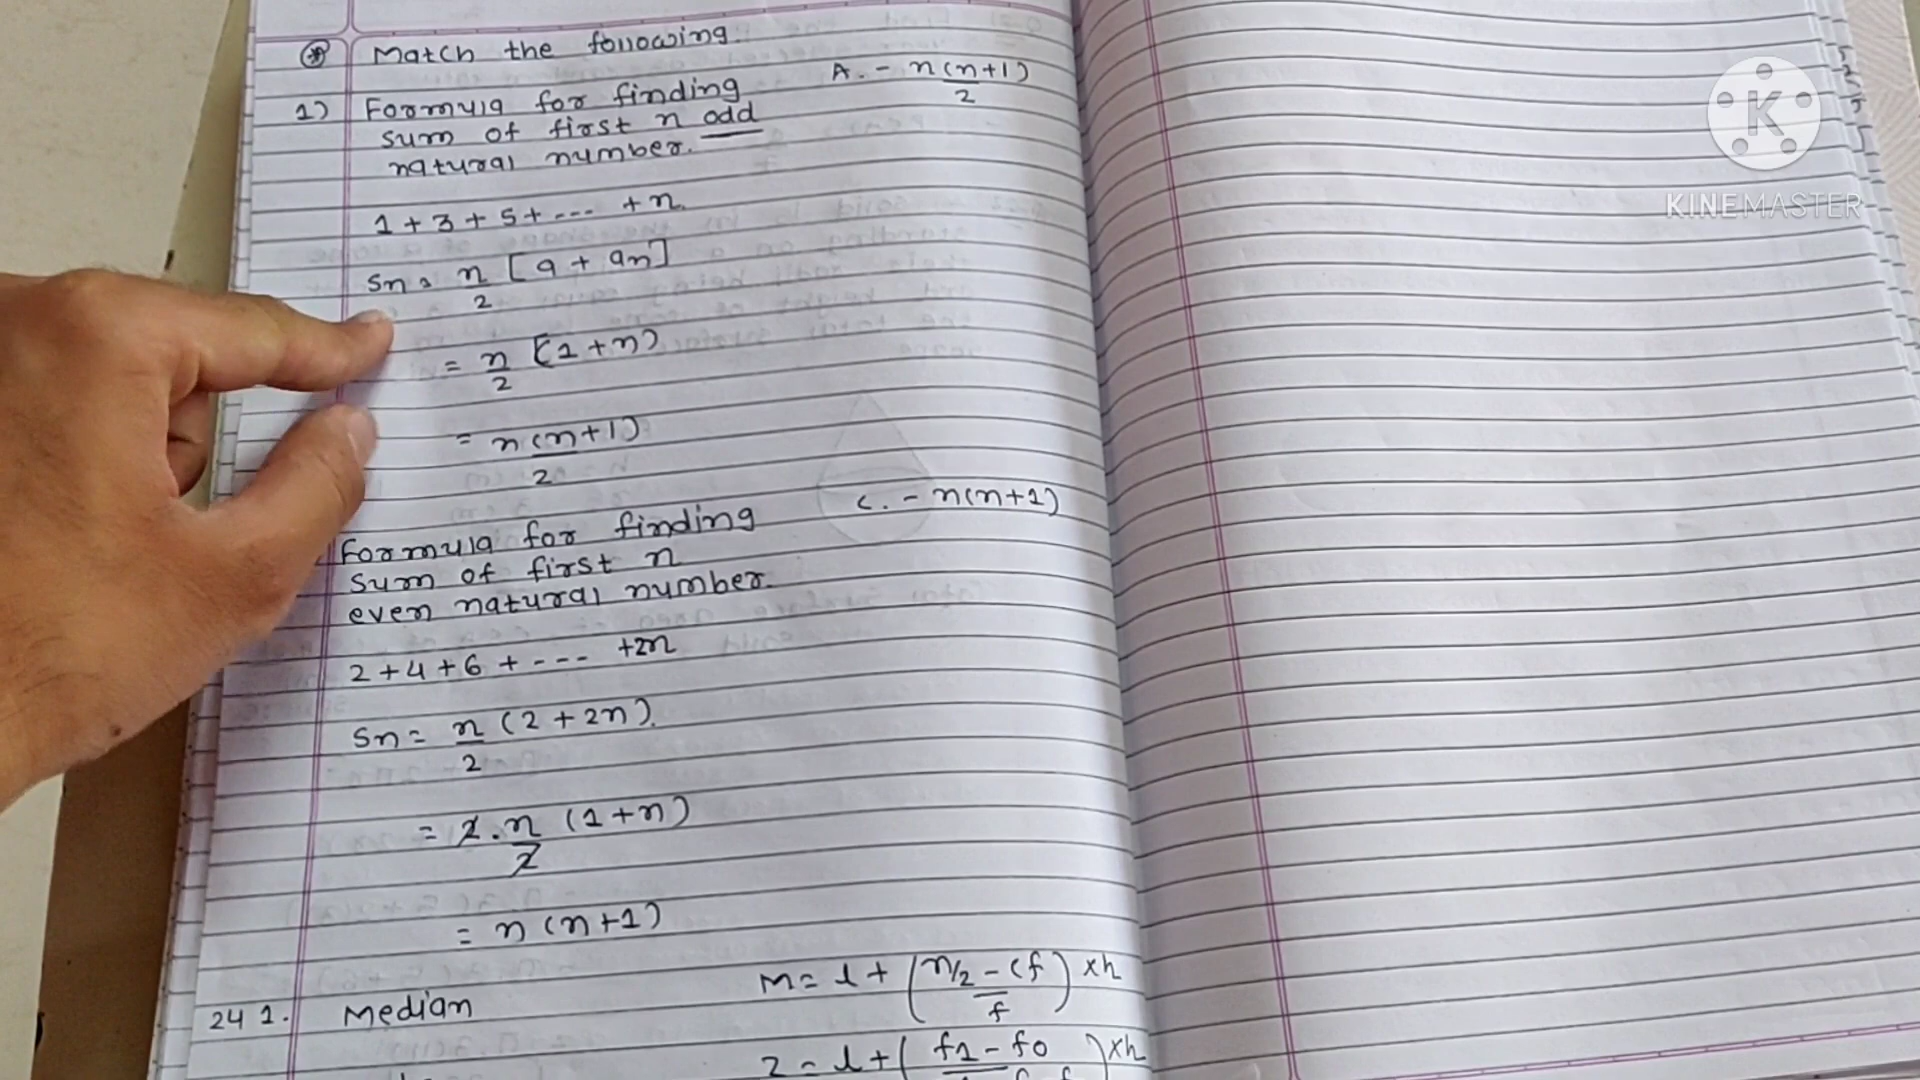 * Match the following:
1) Formula for finding A. - n(n+1)/2
sum of first n odd
natural number.
1 + 3 + 5 + --- + n.
Sn = n/2 [a + an]
= n/2 [(1 + n)
= n(n+1)/2
Formula for finding C. - n(n+1)
sum of first n
even natural number.
2 + 4 + 6 + --- +2n
Sn = n/2 (2 + 2n).
= 2.n/2 (1+n)
= n(n+1)
24 1. Median M = l + (n/2 - cf / f) xh
Z = l + ( f1 - f0 ) xh
K
KINEMASTER